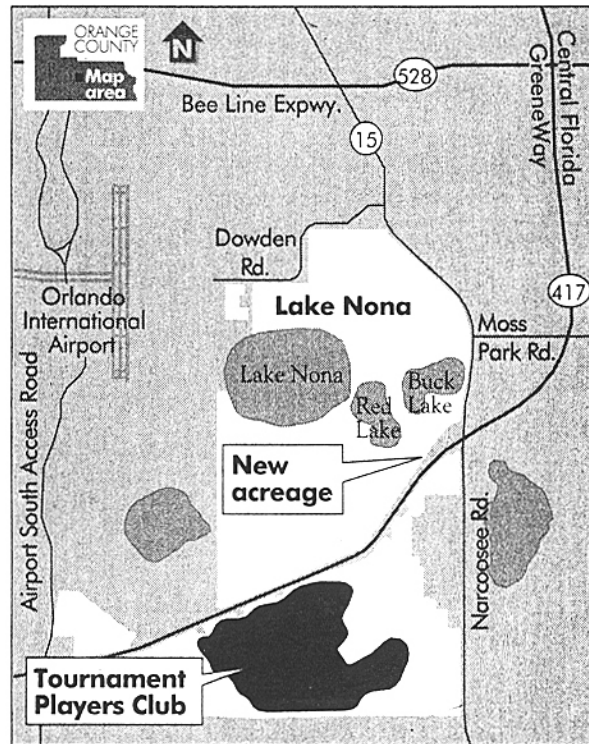 ORANGE
COUNTY
Map
area
N
528
Bee Line Expwy.
15
Central Florida
GreeneWay
Dowden
Rd.
417
Orlando
International
Airport
Lake Nona
Moss
Park Rd.
Lake Nona
Buck
Lake
Red
Lake
New
acreage
Airport South Access Road
Narcoosee Rd.
Tournament
Players Club